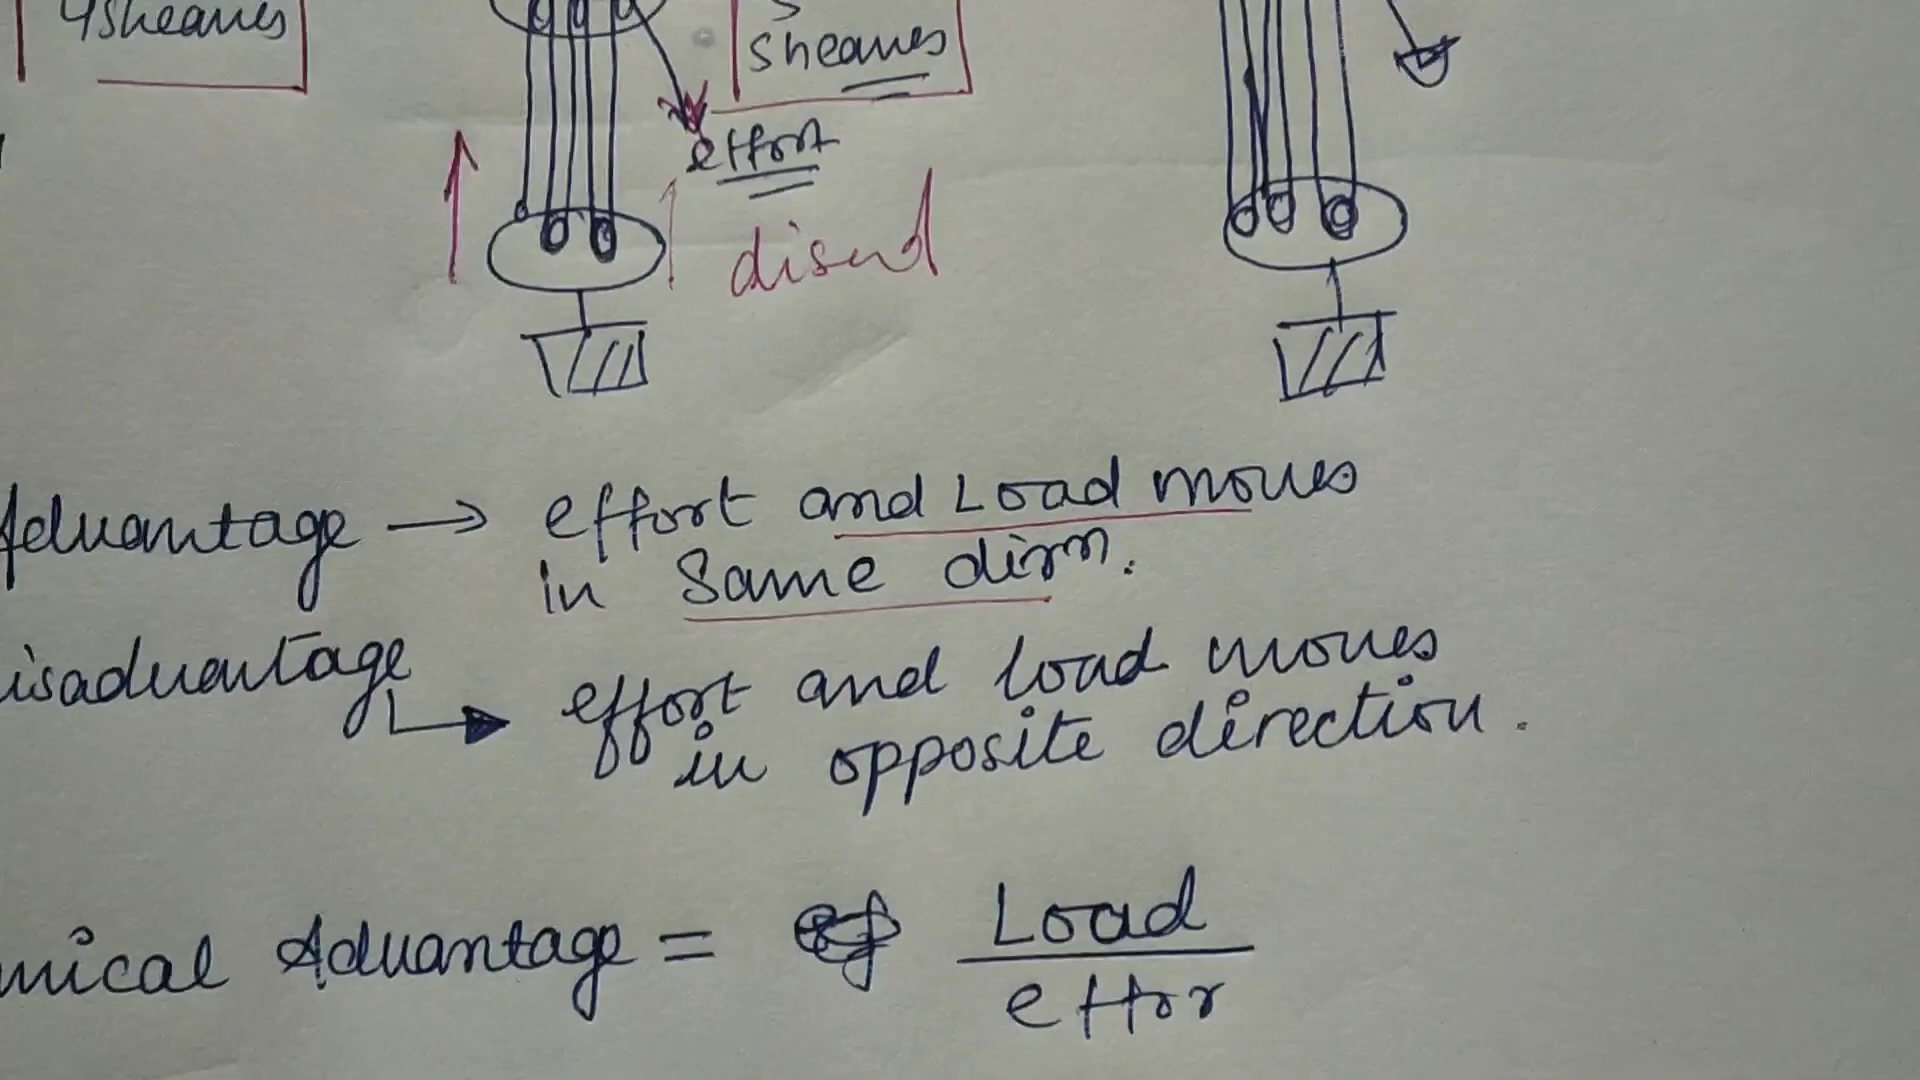 4sheaves
sheaves
effort
disad
Advantage → effort and Load moves
in Same dirn.
isadvantage
↳ effort and load moves
in opposite direction.
nical Advantage = Load
effor